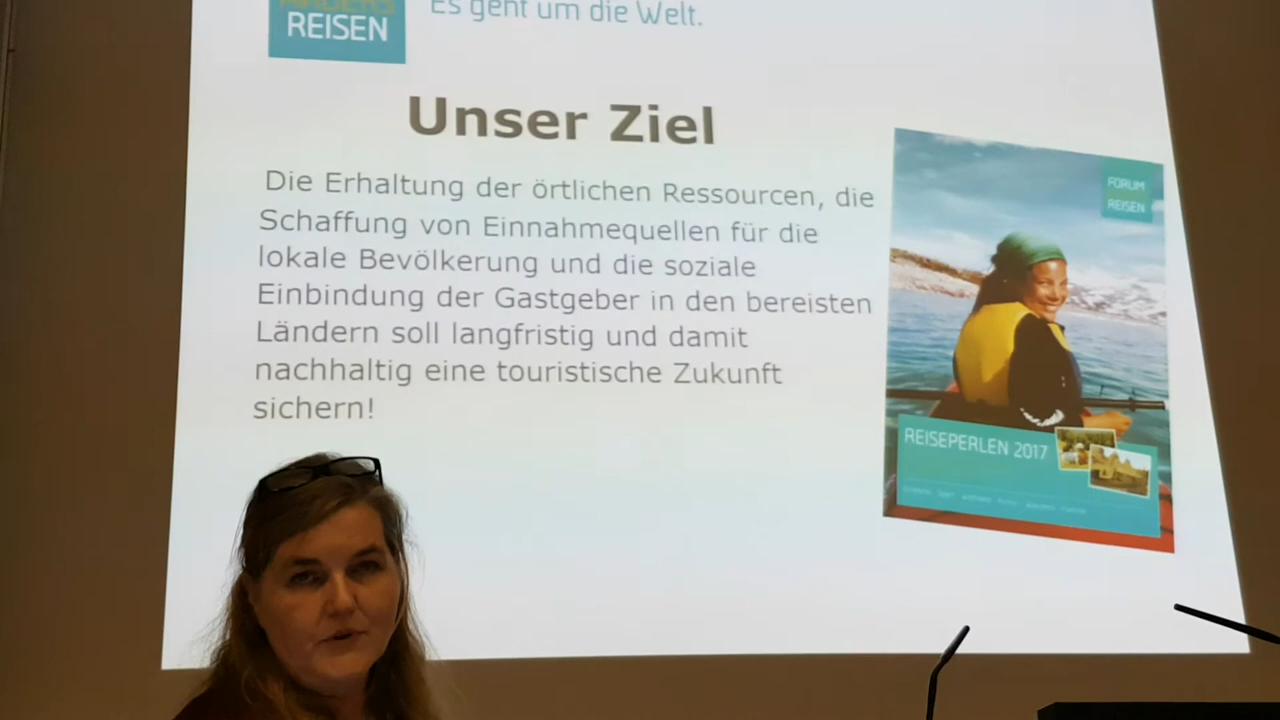 REISEN
Es geht um die Welt.
Unser Ziel
Die Erhaltung der örtlichen Ressourcen, die
Schaffung von Einnahmequellen für die
lokale Bevölkerung und die soziale
Einbindung der Gastgeber in den bereisten
Ländern soll langfristig und damit
nachhaltig eine touristische Zukunft
sichern!
FORUM
REISEN
REISEPERLEN 2017